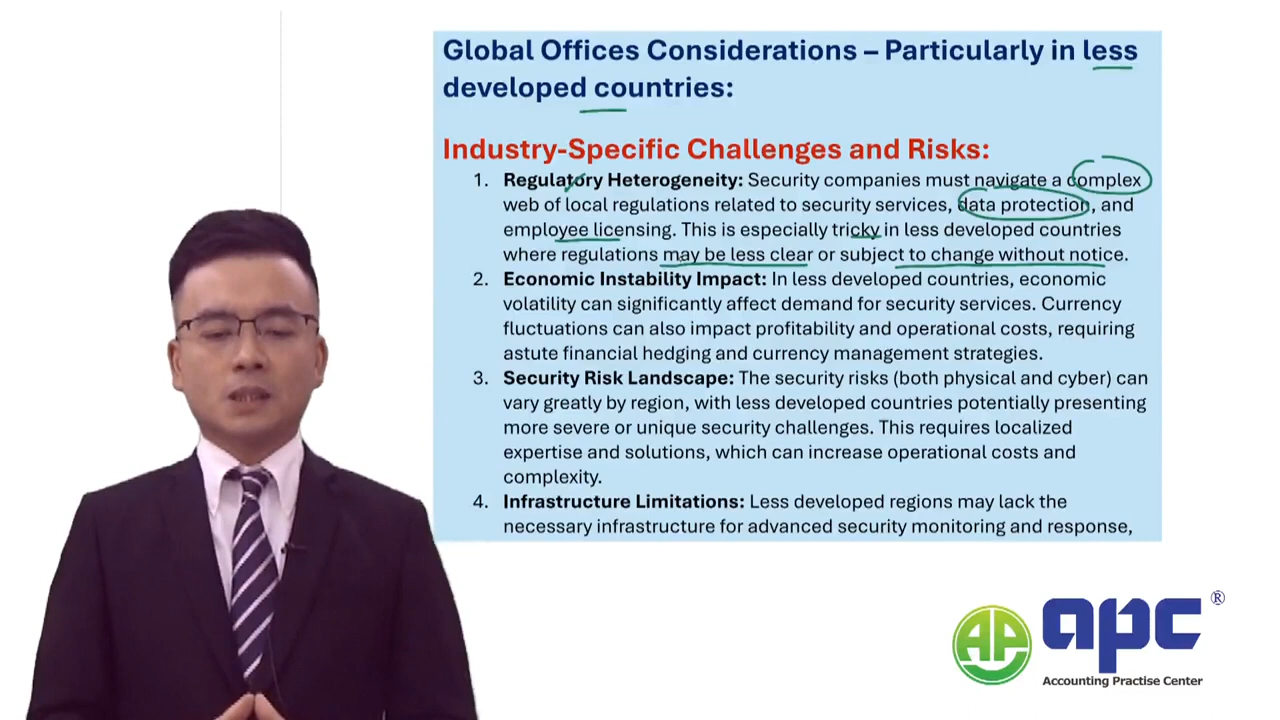 Global Offices Considerations – Particularly in less
developed countries:
Industry-Specific Challenges and Risks:
1. Regulatory Heterogeneity: Security companies must navigate a complex
web of local regulations related to security services, data protection, and
employee licensing. This is especially tricky in less developed countries
where regulations may be less clear or subject to change without notice.
2. Economic Instability Impact: In less developed countries, economic
volatility can significantly affect demand for security services. Currency
fluctuations can also impact profitability and operational costs, requiring
astute financial hedging and currency management strategies.
3. Security Risk Landscape: The security risks (both physical and cyber) can
vary greatly by region, with less developed countries potentially presenting
more severe or unique security challenges. This requires localized
expertise and solutions, which can increase operational costs and
complexity.
4. Infrastructure Limitations: Less developed regions may lack the
necessary infrastructure for advanced security monitoring and response,
AP apc ®
Accounting Practise Center